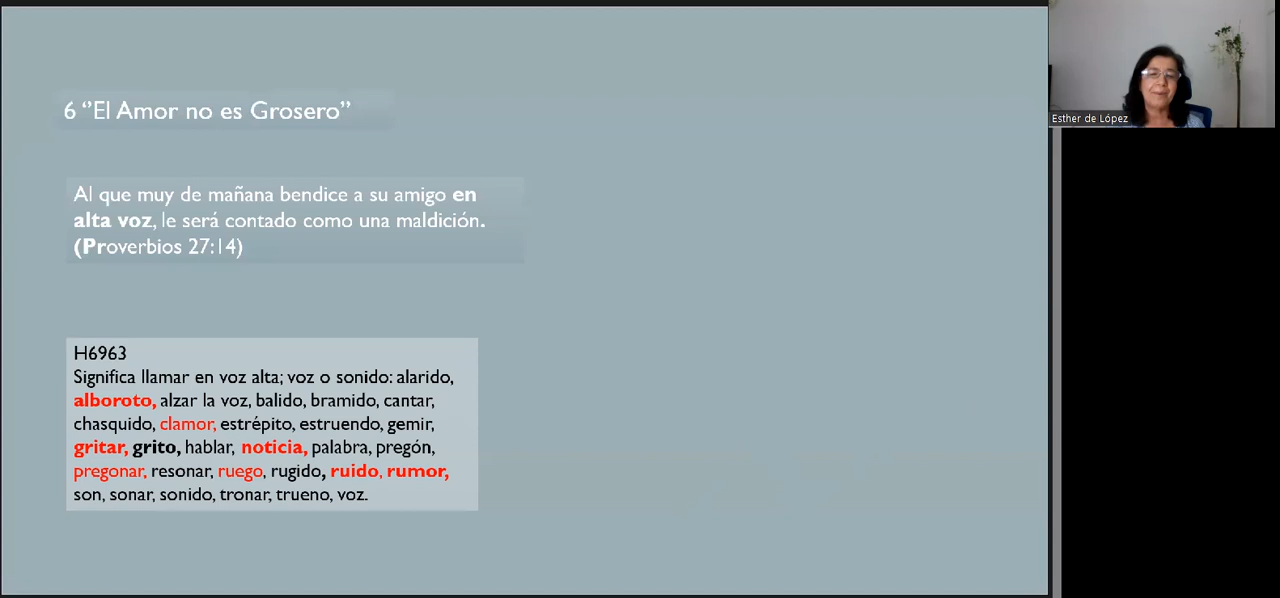 6 “El Amor no es Grosero”
Al que muy de mañana bendice a su amigo en
alta voz, le será contado como una maldición.
(Proverbios 27:14)
H6963
Significa llamar en voz alta; voz o sonido: alarido,
alboroto, alzar la voz, balido, bramido, cantar,
chasquido, clamor, estrépito, estruendo, gemir,
gritar, grito, hablar, noticia, palabra, pregón,
pregonar, resonar, ruego, rugido, ruido, rumor,
son, sonar, sonido, tronar, trueno, voz.
Esther de López